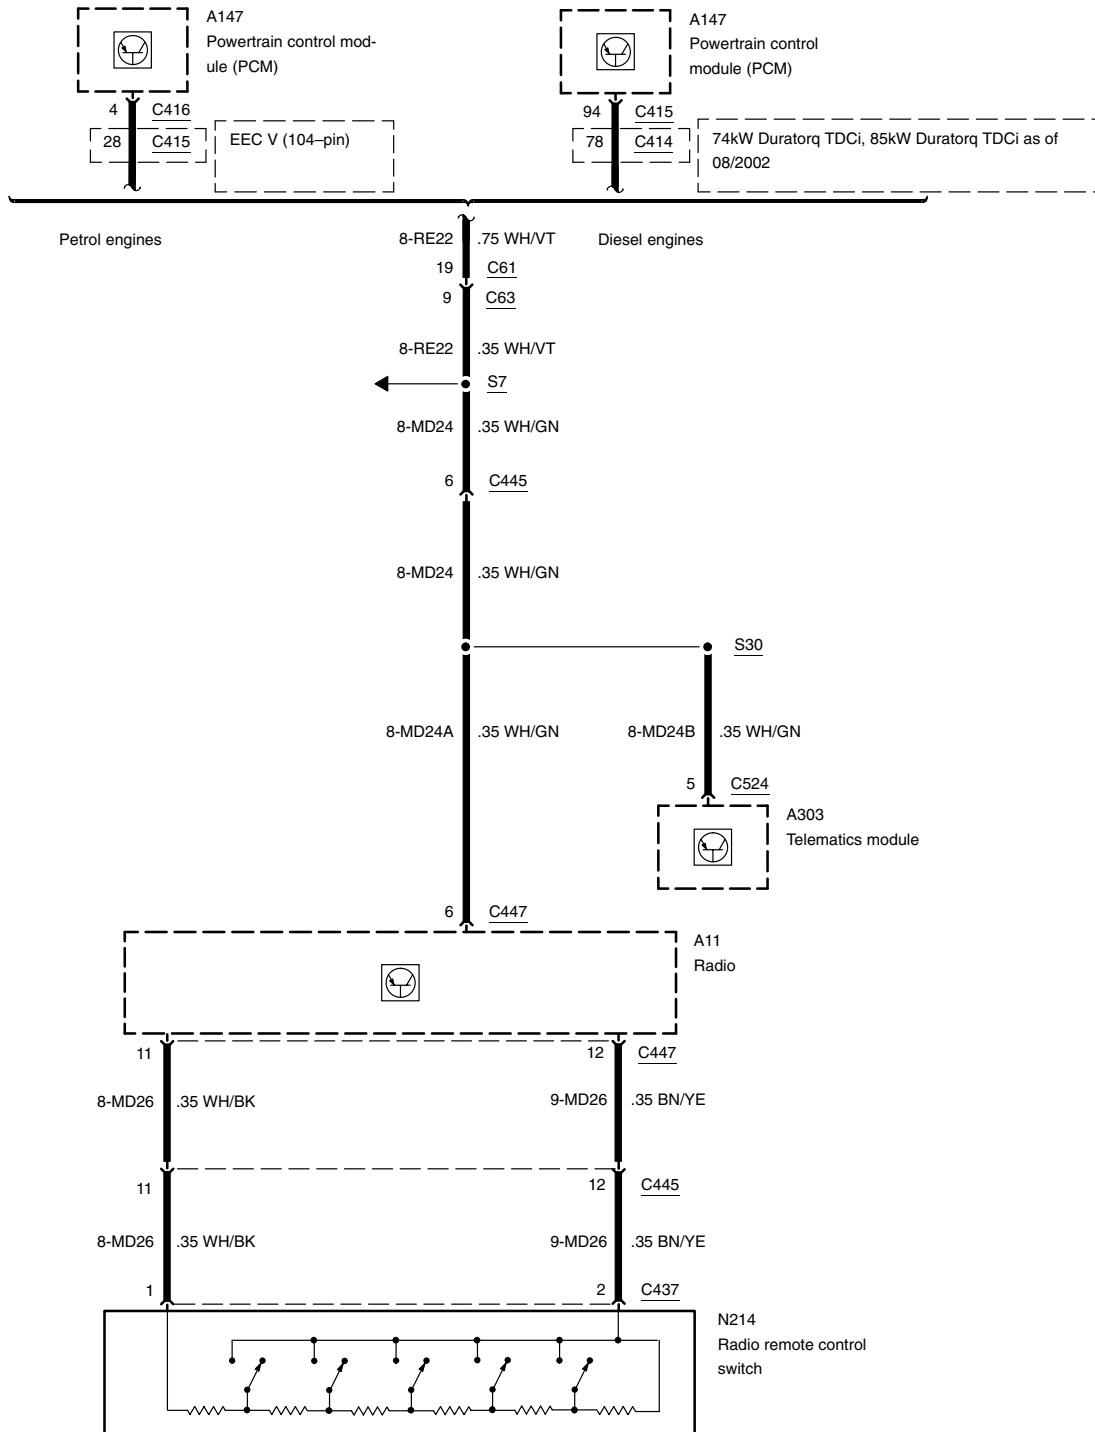 A147
Powertrain control mod-
ule (PCM)
A147
Powertrain control
module (PCM)
4 C416
28 C415
EEC V (104–pin)
94 C415
78 C414
74kW Duratorq TDCi, 85kW Duratorq TDCi as of
08/2002
Petrol engines
8-RE22 .75 WH/VT
Diesel engines
19 C61
9 C63
8-RE22 .35 WH/VT
S7
8-MD24 .35 WH/GN
6 C445
8-MD24 .35 WH/GN
S30
8-MD24A .35 WH/GN
8-MD24B .35 WH/GN
5 C524
A303
Telematics module
6 C447
A11
Radio
11
12 C447
8-MD26 .35 WH/BK
9-MD26 .35 BN/YE
11
12 C445
8-MD26 .35 WH/BK
9-MD26 .35 BN/YE
1
2 C437
N214
Radio remote control
switch